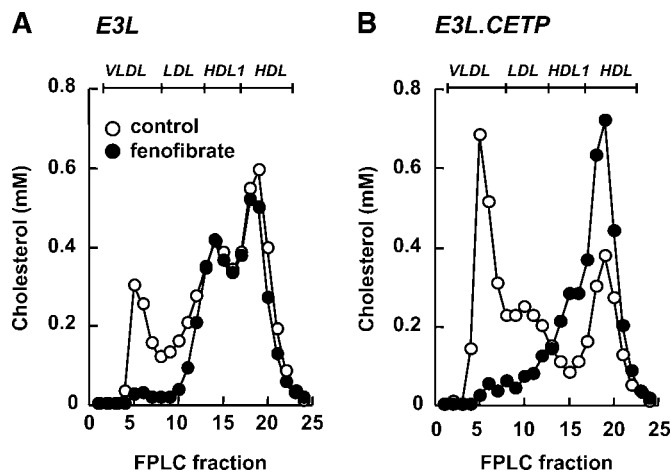 A E3L
VLDL LDL HDL1 HDL
0.8
0.6
0.4
0.2
0
control
fenofibrate
Cholesterol (mM)
0 5 10 15 20 25
FPLC fraction
B E3L.CETP
VLDL LDL HDL1 HDL
0.8
0.6
0.4
0.2
0
Cholesterol (mM)
0 5 10 15 20 25
FPLC fraction